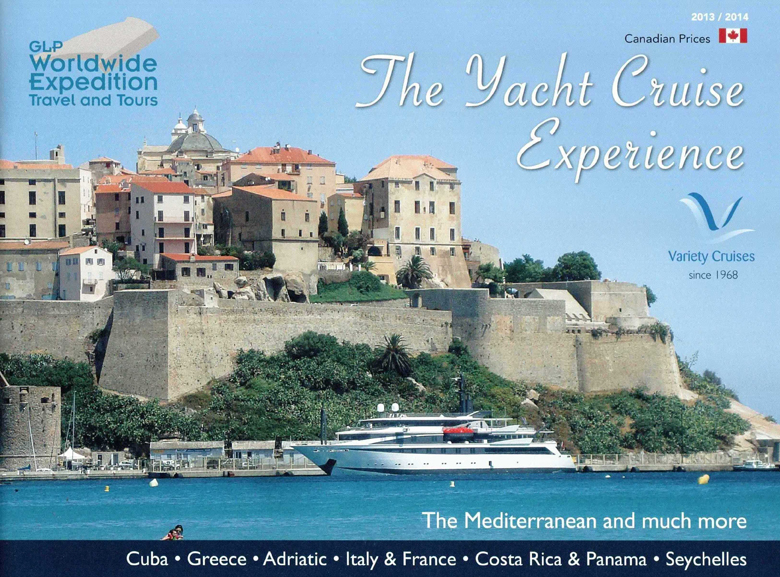 2013 / 2014
Canadian Prices
GLP
Worldwide
Expedition
Travel and Tours
The Yacht Cruise
Experience
Variety Cruises
since 1968
The Mediterranean and much more
Cuba • Greece • Adriatic • Italy & France • Costa Rica & Panama • Seychelles